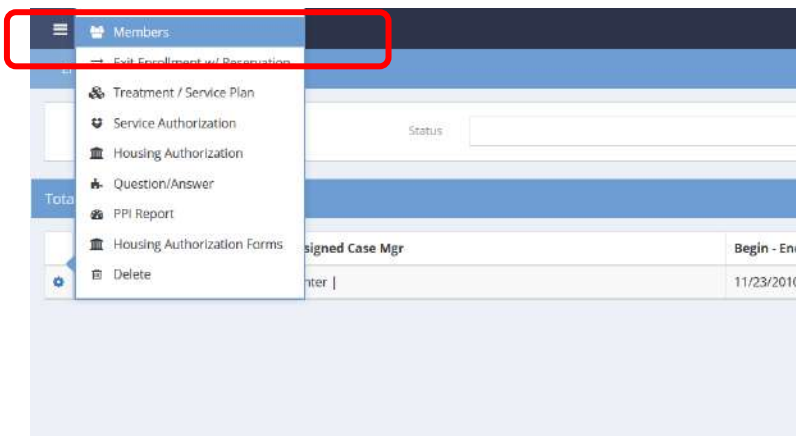 Members
Exit Enrollment w/ Reservation
Treatment / Service Plan
Service Authorization
Status
Housing Authorization
Question/Answer
Tota
PPI Report
Housing Authorization Forms
signed Case Mgr
Begin - En
Delete
nter |
11/23/2010